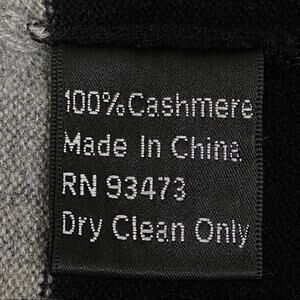 100%Cashmere
Made In China
RN 93473
Dry Clean Only